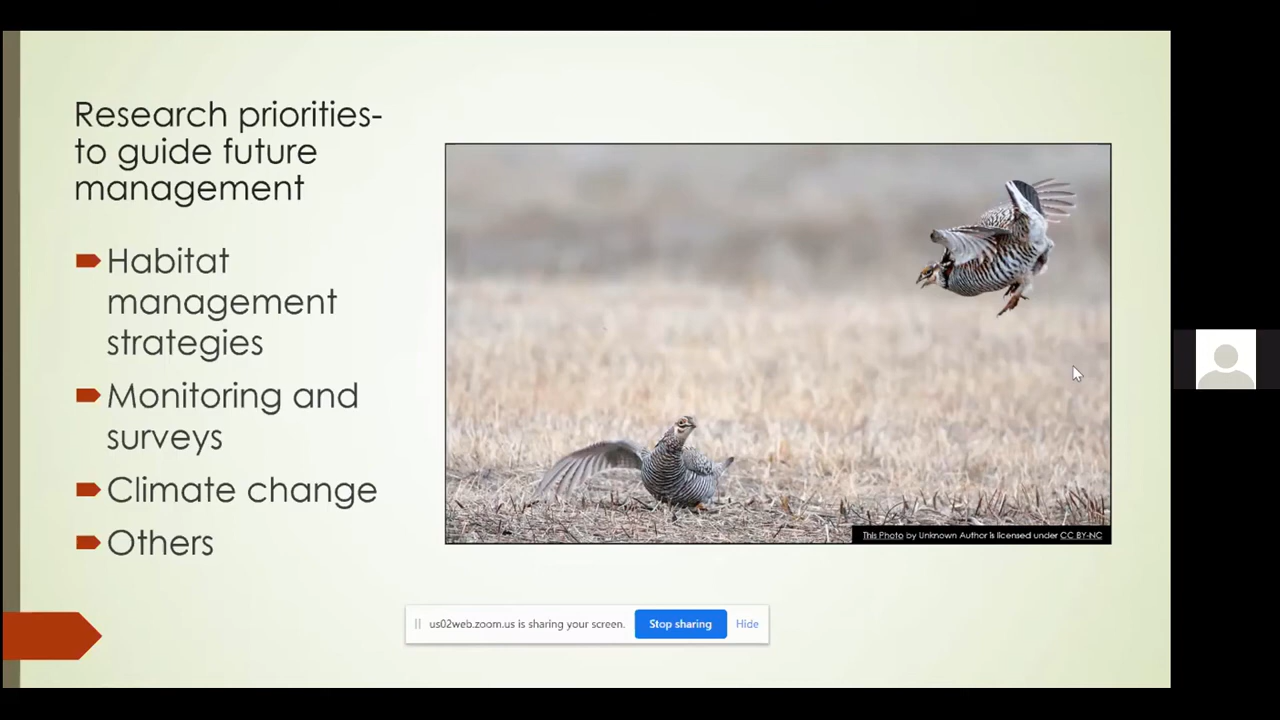 Research priorities-
to guide future
management
Habitat
management
strategies
Monitoring and
surveys
Climate change
Others
This Photo by Unknown Author is licensed under CC BY-NC
us02web.zoom.us is sharing your screen.
Stop sharing
Hide